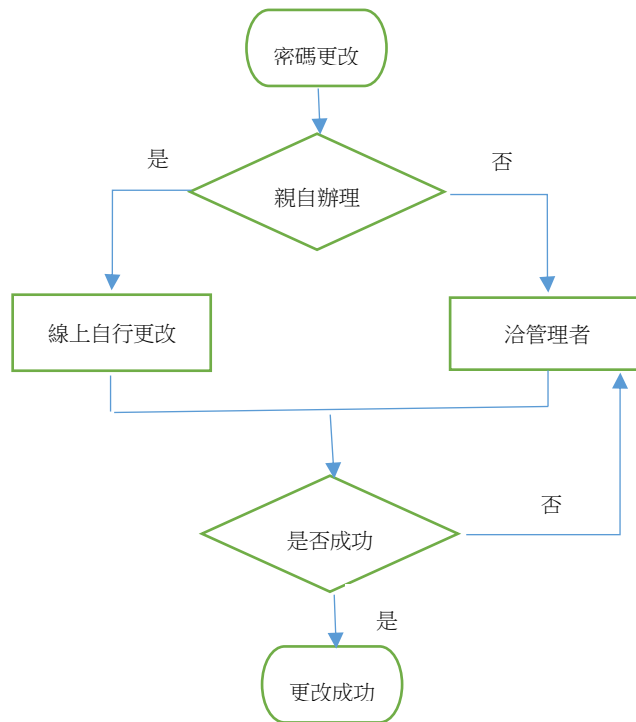 密碼更改
是
否
親自辦理
線上自行更改
洽管理者
否
是否成功
是
更改成功